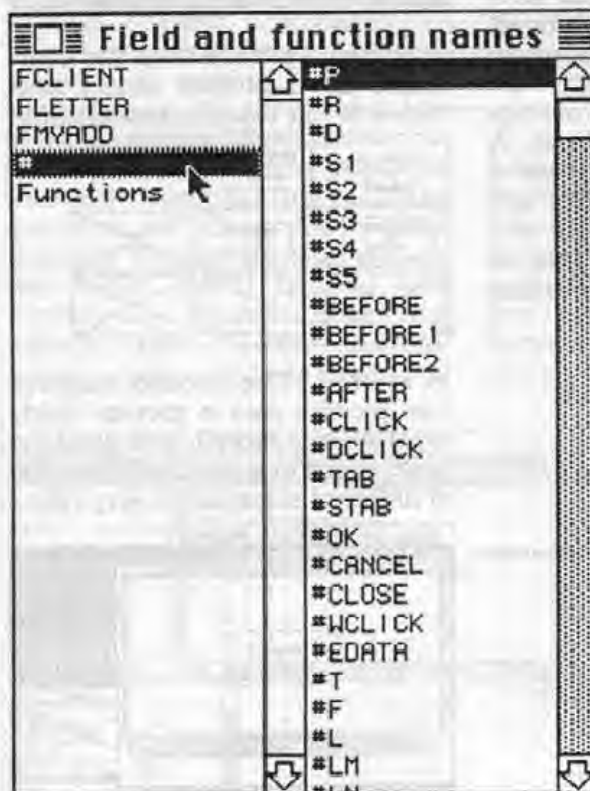 Field and function names
FCLIENT
FLETTER
FMYADD
#
Functions
#P
#R
#D
#S1
#S2
#S3
#S4
#S5
#BEFORE
#BEFORE1
#BEFORE2
#AFTER
#CLICK
#DCLICK
#TAB
#STAB
#OK
#CANCEL
#CLOSE
#WCLICK
#EDATA
#T
#F
#L
#LM